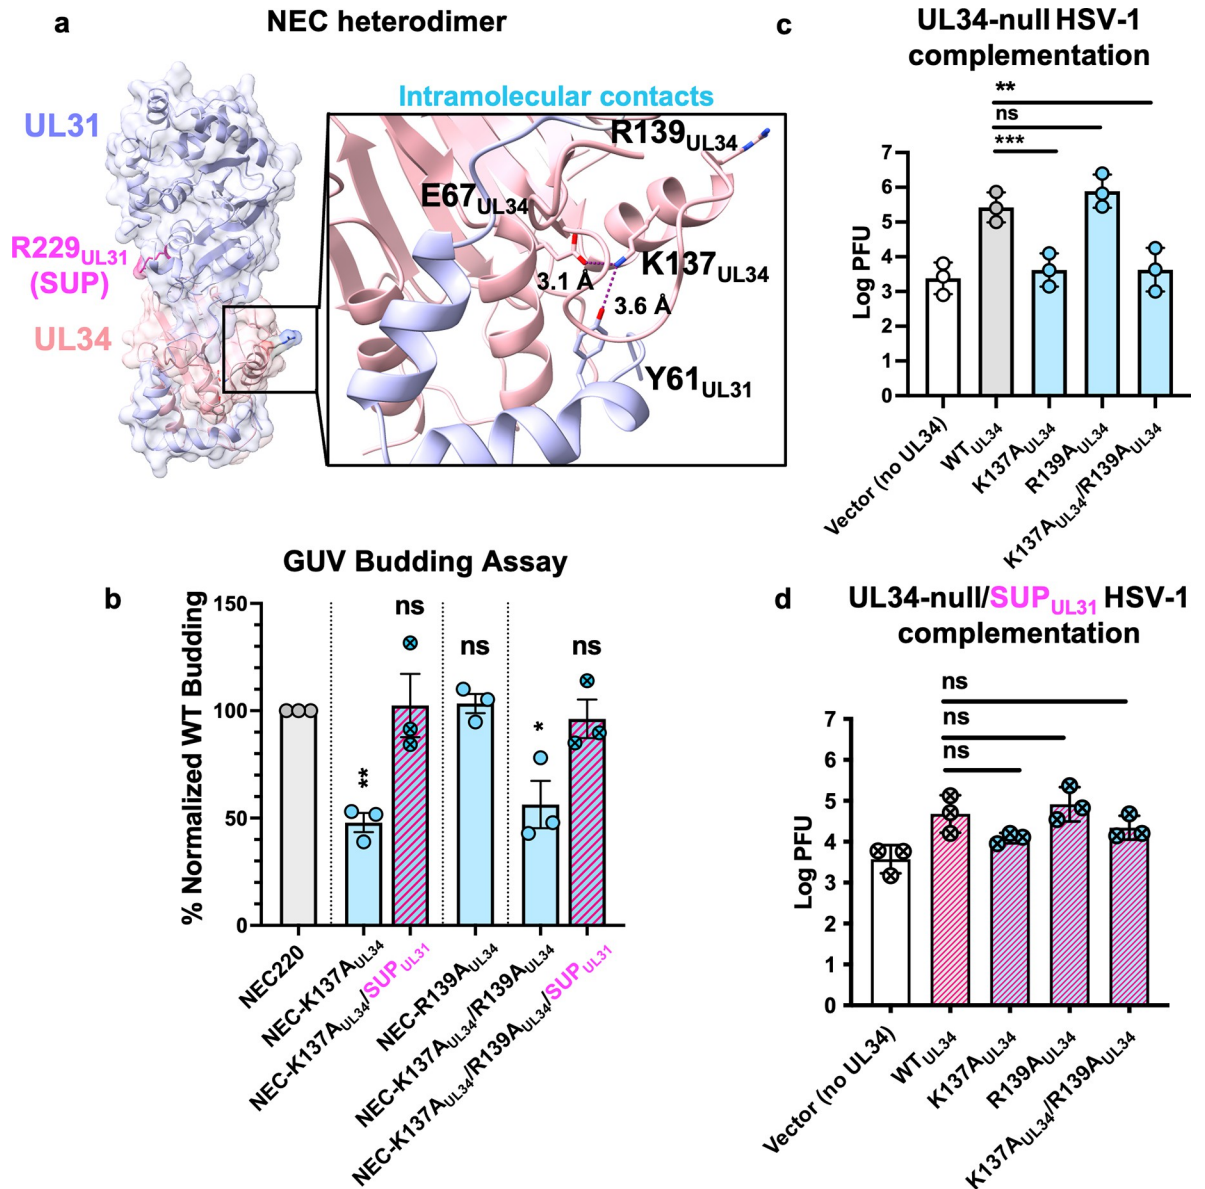 a
NEC heterodimer
UL31
R229UL31
(SUP)
UL34
Intramolecular contacts
R139UL34
E67UL34
K137UL34
3.1 Å
3.6 Å
Y61UL31
b
GUV Budding Assay
% Normalized WT Budding
150
100
50
0
**
ns
ns
*
ns
NEC220
NEC-K137AUL34
NEC-K137AUL34/SUPUL31
NEC-R139AUL34
NEC-K137AUL34/R139AUL34
NEC-K137AUL34/R139AUL34/SUPUL31
c
UL34-null HSV-1
complementation
**
ns
***
Log PFU
7
6
5
4
3
2
1
0
Vector (no UL34)
WTUL34
K137AUL34
R139AUL34
K137AUL34/R139AUL34
d
UL34-null/SUPUL31 HSV-1
complementation
ns
ns
ns
Log PFU
7
6
5
4
3
2
1
0
Vector (no UL34)
WTUL34
K137AUL34
R139AUL34
K137AUL34/R139AUL34